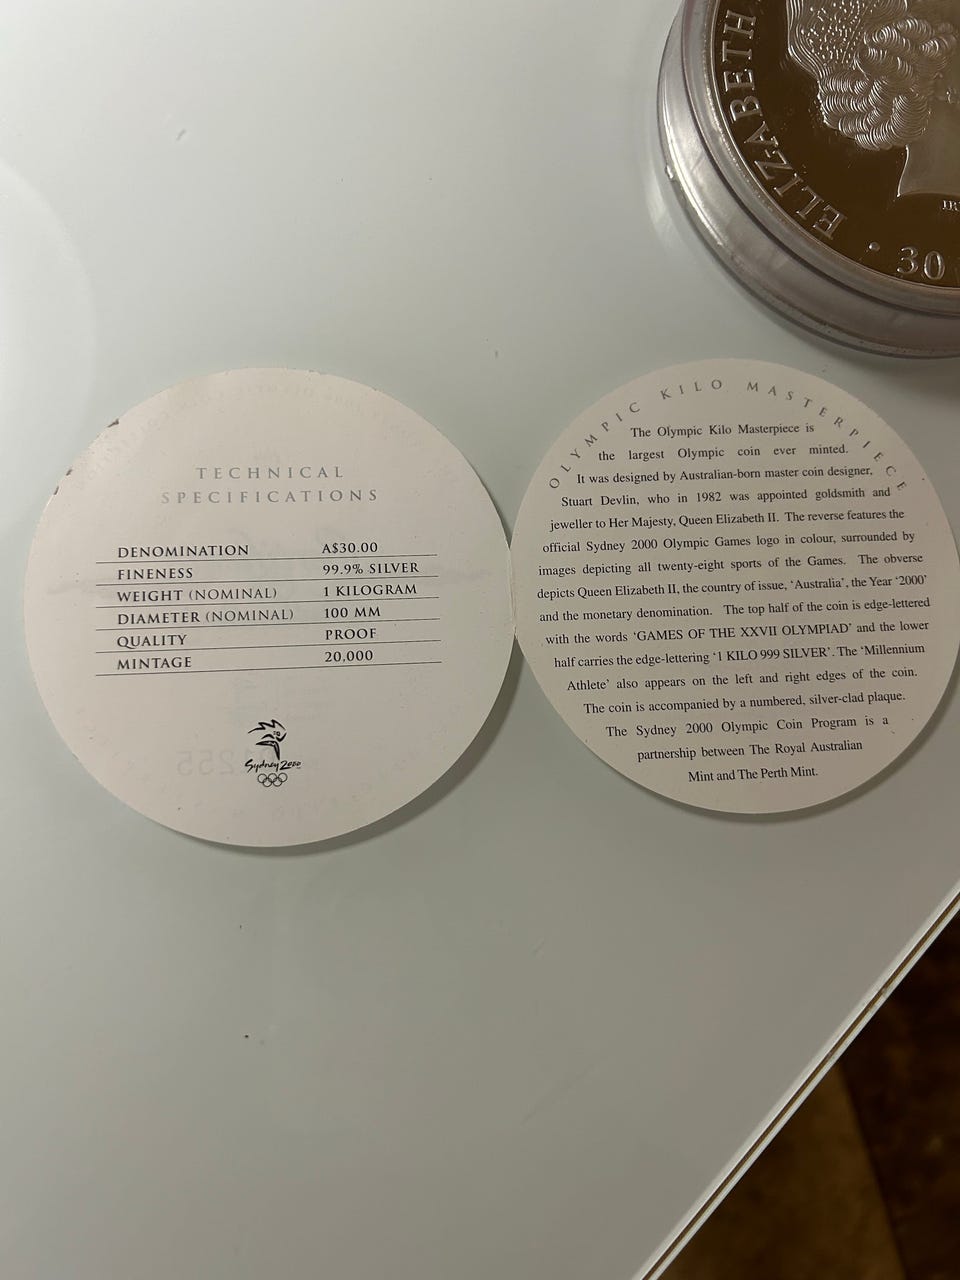 ELIZABETH
30
TECHNICAL
SPECIFICATIONS
DENOMINATION A$30.00
FINENESS 99.9% SILVER
WEIGHT (NOMINAL) 1 KILOGRAM
DIAMETER (NOMINAL) 100 MM
QUALITY PROOF
MINTAGE 20,000
Sydney 2000
OLYMPIC KILO MASTERPIECE
The Olympic Kilo Masterpiece is
the largest Olympic coin ever minted.
It was designed by Australian-born master coin designer,
Stuart Devlin, who in 1982 was appointed goldsmith and
jeweller to Her Majesty, Queen Elizabeth II. The reverse features the
official Sydney 2000 Olympic Games logo in colour, surrounded by
images depicting all twenty-eight sports of the Games. The obverse
depicts Queen Elizabeth II, the country of issue, 'Australia', the Year '2000'
and the monetary denomination. The top half of the coin is edge-lettered
with the words 'GAMES OF THE XXVII OLYMPIAD' and the lower
half carries the edge-lettering '1 KILO 999 SILVER'. The 'Millennium
Athlete' also appears on the left and right edges of the coin.
The coin is accompanied by a numbered, silver-clad plaque.
The Sydney 2000 Olympic Coin Program is a
partnership between The Royal Australian
Mint and The Perth Mint.